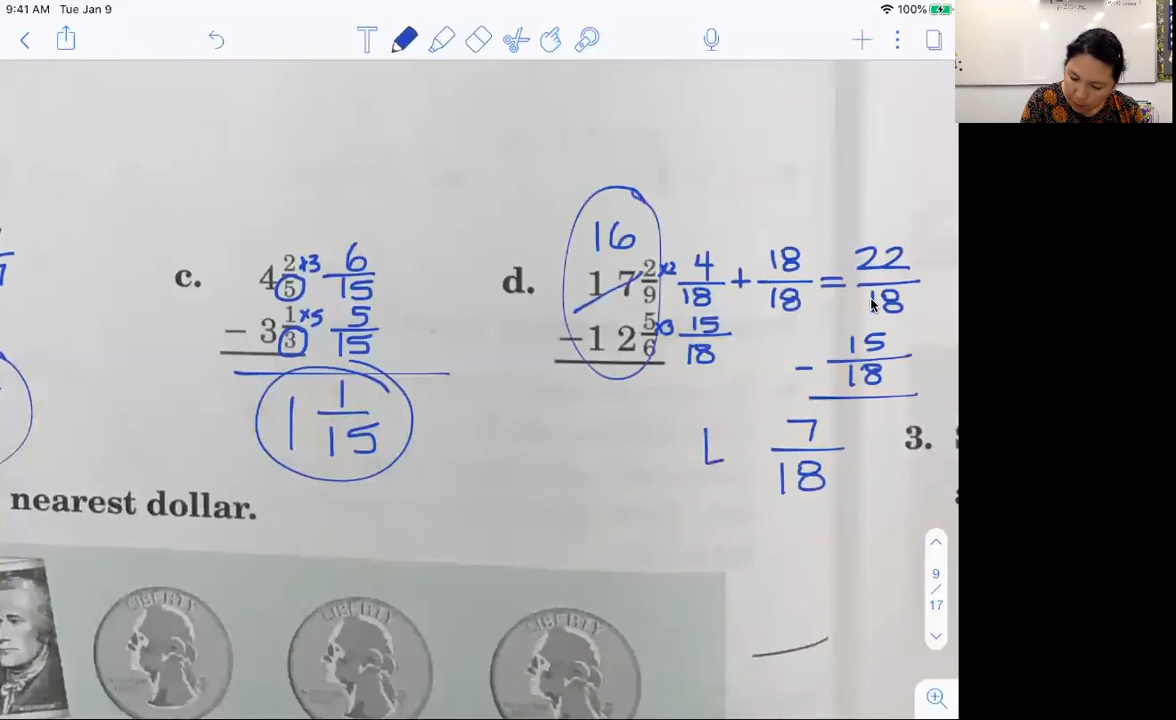 9:41 AM Tue Jan 9
100%
T
c. 4 2/5 ×3 6/15
− 3 1/3 ×5 5/15
1 1/15
d. 16
17 2/9 ×2 4/18 + 18/18 = 22/18
− 12 5/6 ×3 15/18
− 15/18
7/18
3.
nearest dollar.
LIBERTY
LIBERTY
LIBERTY
9
/
17